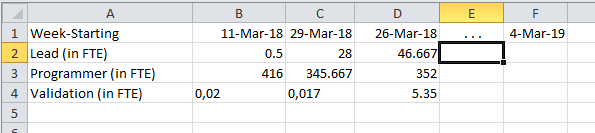 A B C D E F
1 Week-Starting 11-Mar-18 29-Mar-18 26-Mar-18 ... 4-Mar-19
2 Lead (in FTE) 0.5 28 46.667
3 Programmer (in FTE) 416 345.667 352
4 Validation (in FTE) 0,02 0,017 5.35
5